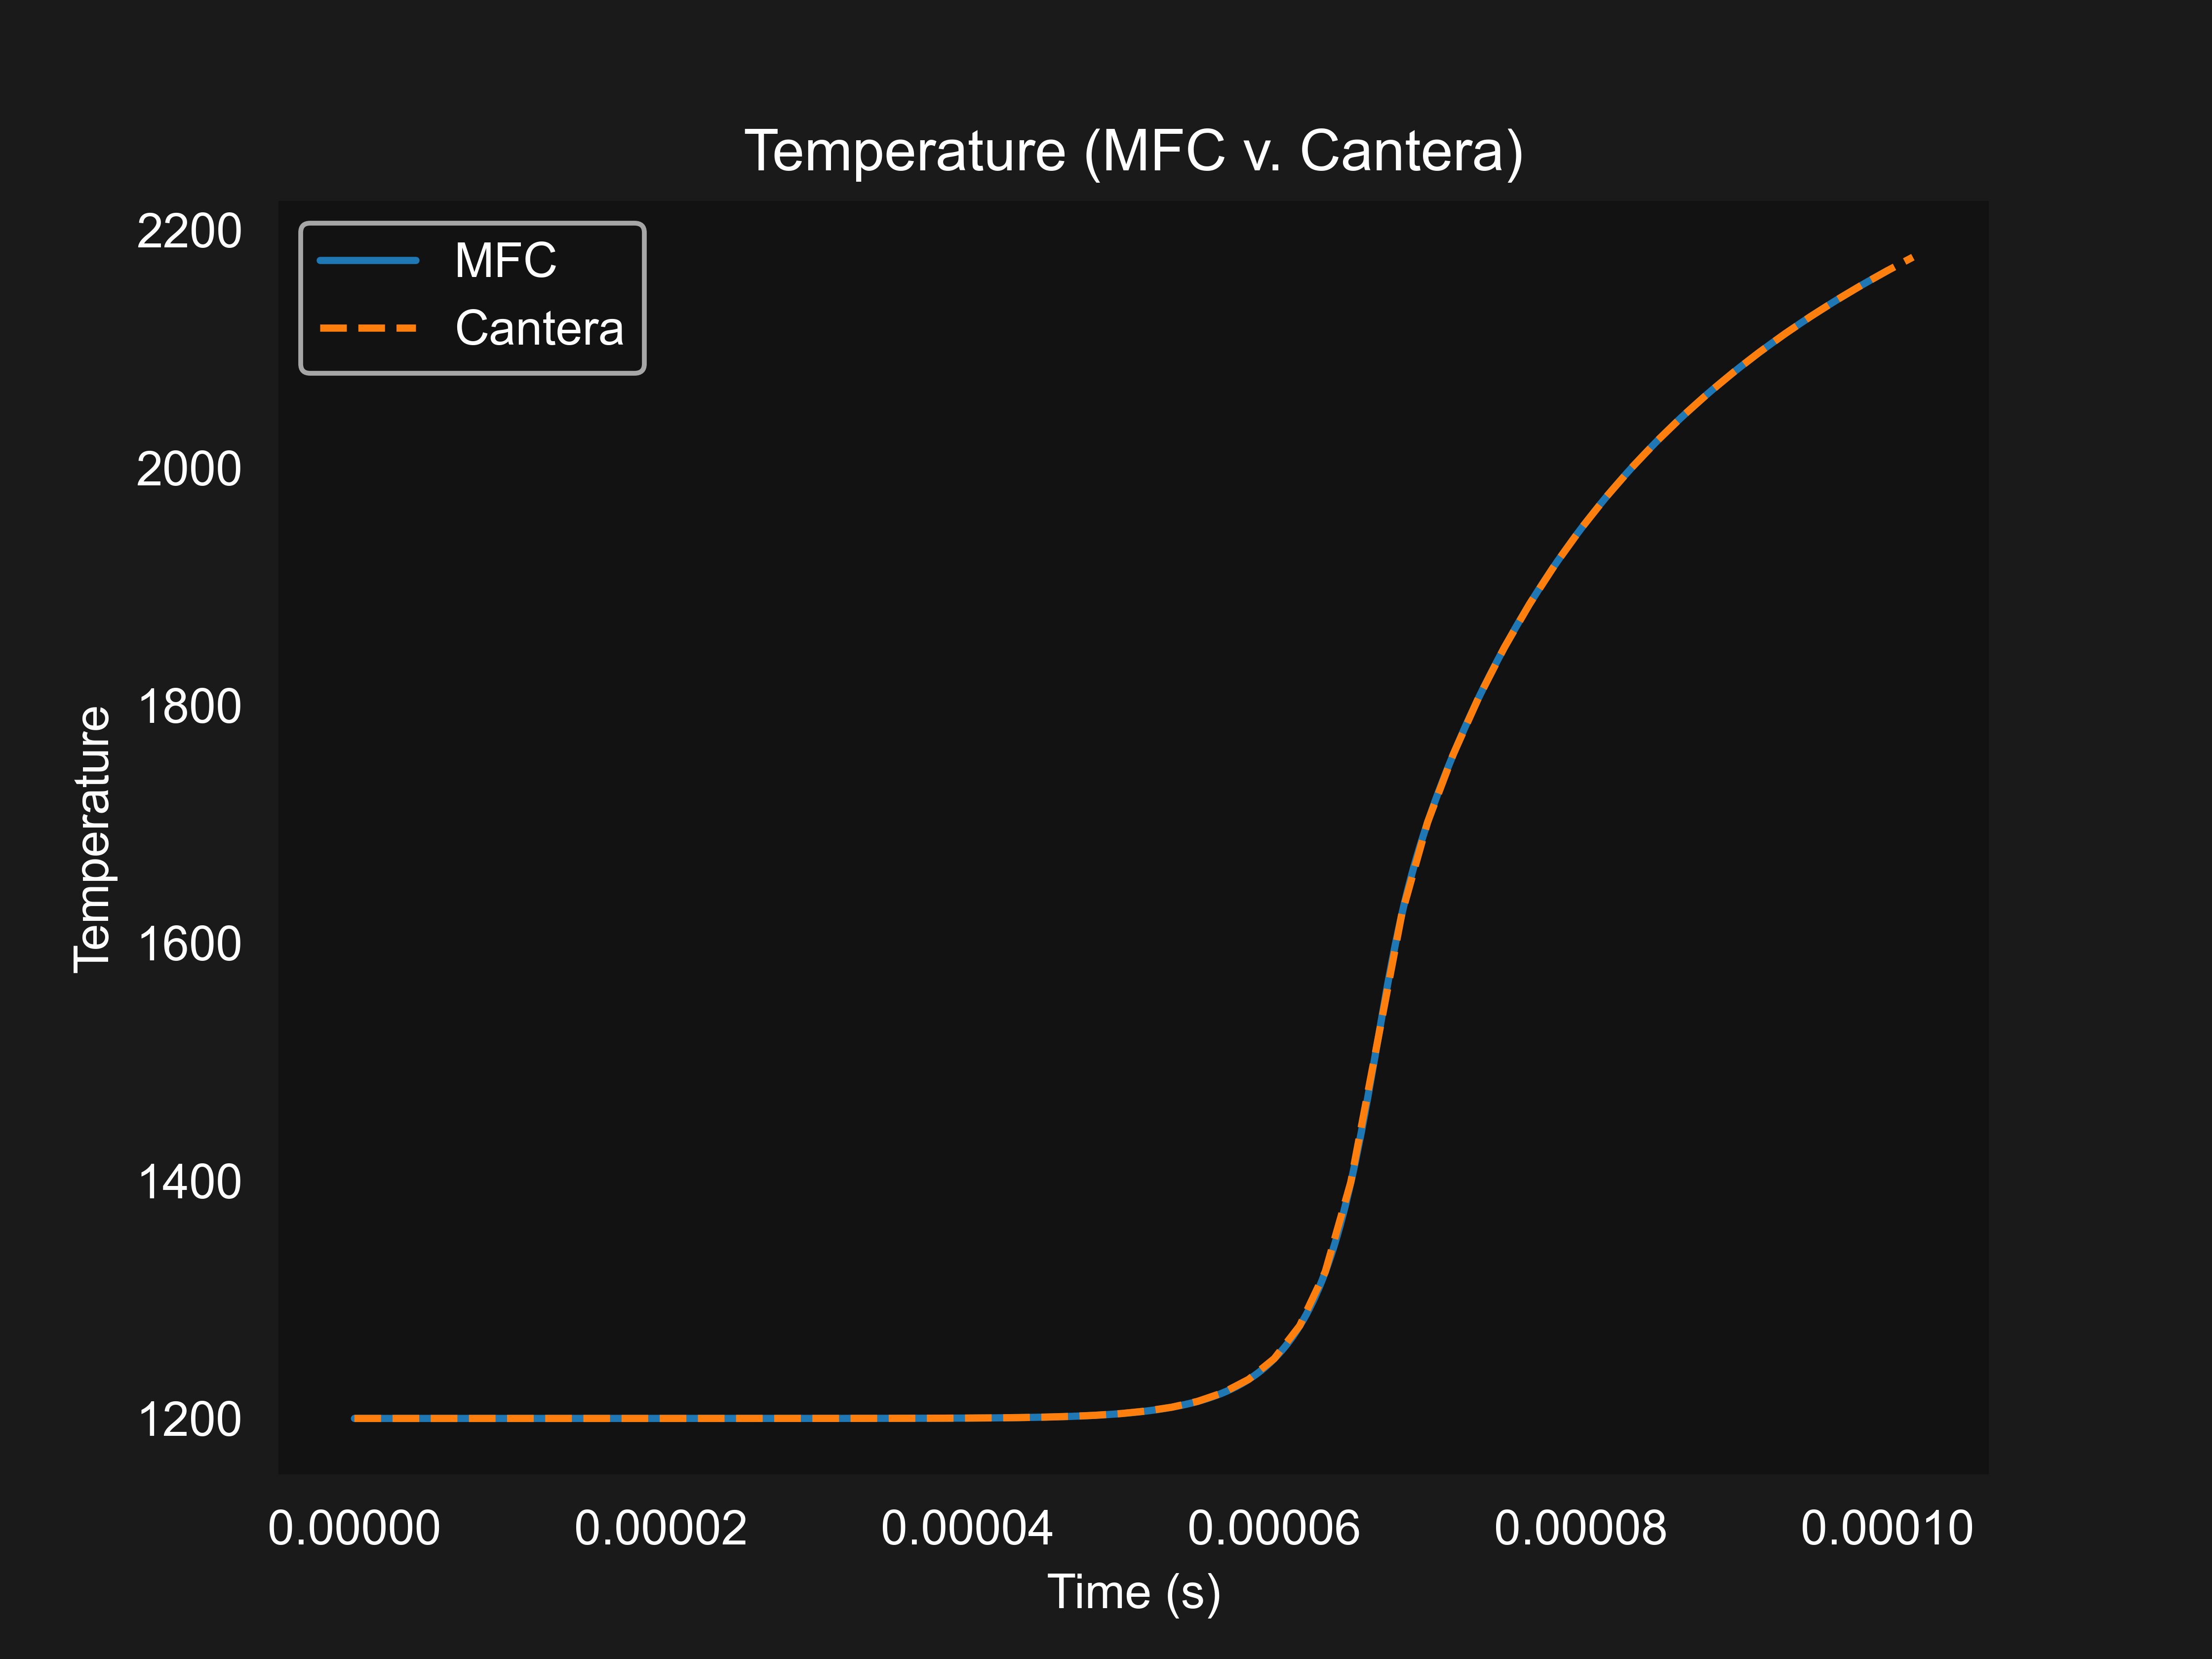 Temperature (MFC v. Cantera)
MFC
Cantera
2200
2000
1800
1600
1400
1200
Temperature
0.00000 0.00002 0.00004 0.00006 0.00008 0.00010
Time (s)